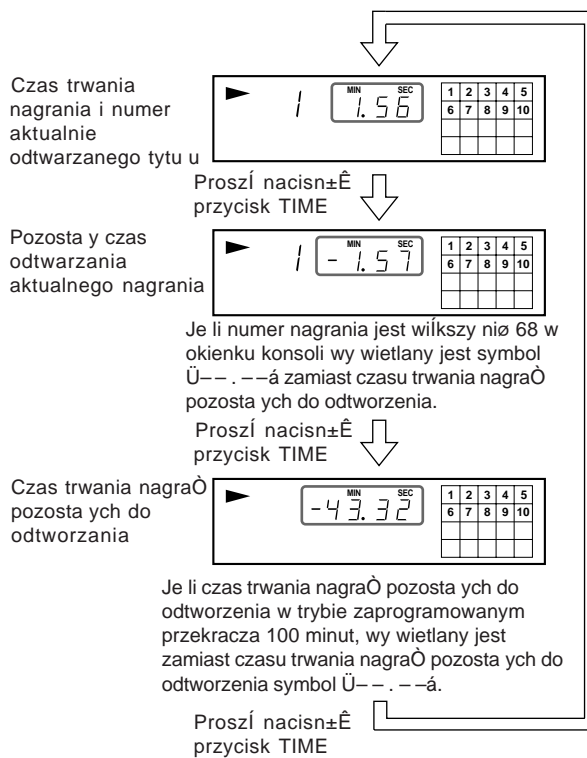 Czas trwania
nagrania i numer
aktualnie
odtwarzanego tytu u
1 MIN SEC 1.56
1 2 3 4 5
6 7 8 9 10
ProszÍ nacisn±Ê
przycisk TIME
Pozosta y czas
odtwarzania
aktualnego nagrania
1 MIN SEC - 1.57
1 2 3 4 5
6 7 8 9 10
Je li numer nagrania jest wiÍkszy niø 68 w
okienku konsoli wy wietlany jest symbol
Ü–– . ––á zamiast czasu trwania nagraÒ
pozosta ych do odtworzenia.
ProszÍ nacisn±Ê
przycisk TIME
Czas trwania nagraÒ
pozosta ych do
odtworzania
MIN SEC -43.32
1 2 3 4 5
6 7 8 9 10
Je li czas trwania nagraÒ pozosta ych do
odtworzenia w trybie zaprogramowanym
przekracza 100 minut, wy wietlany jest
zamiast czasu trwania nagraÒ pozosta ych do
odtworzenia symbol Ü–– . ––á.
ProszÍ nacisn±Ê
przycisk TIME